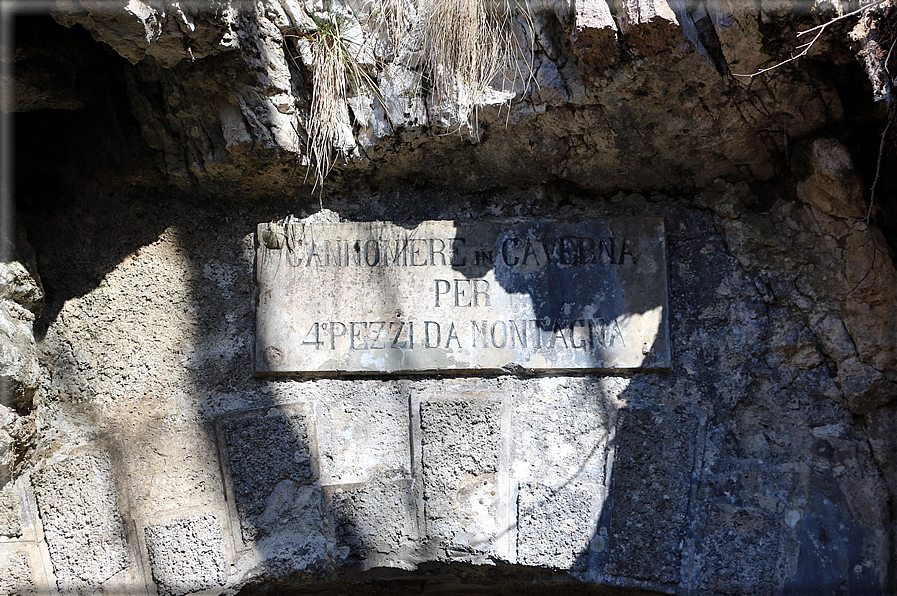 CANNONIERE IN CAVERNA
PER
4° PEZZI DA MONTAGNA